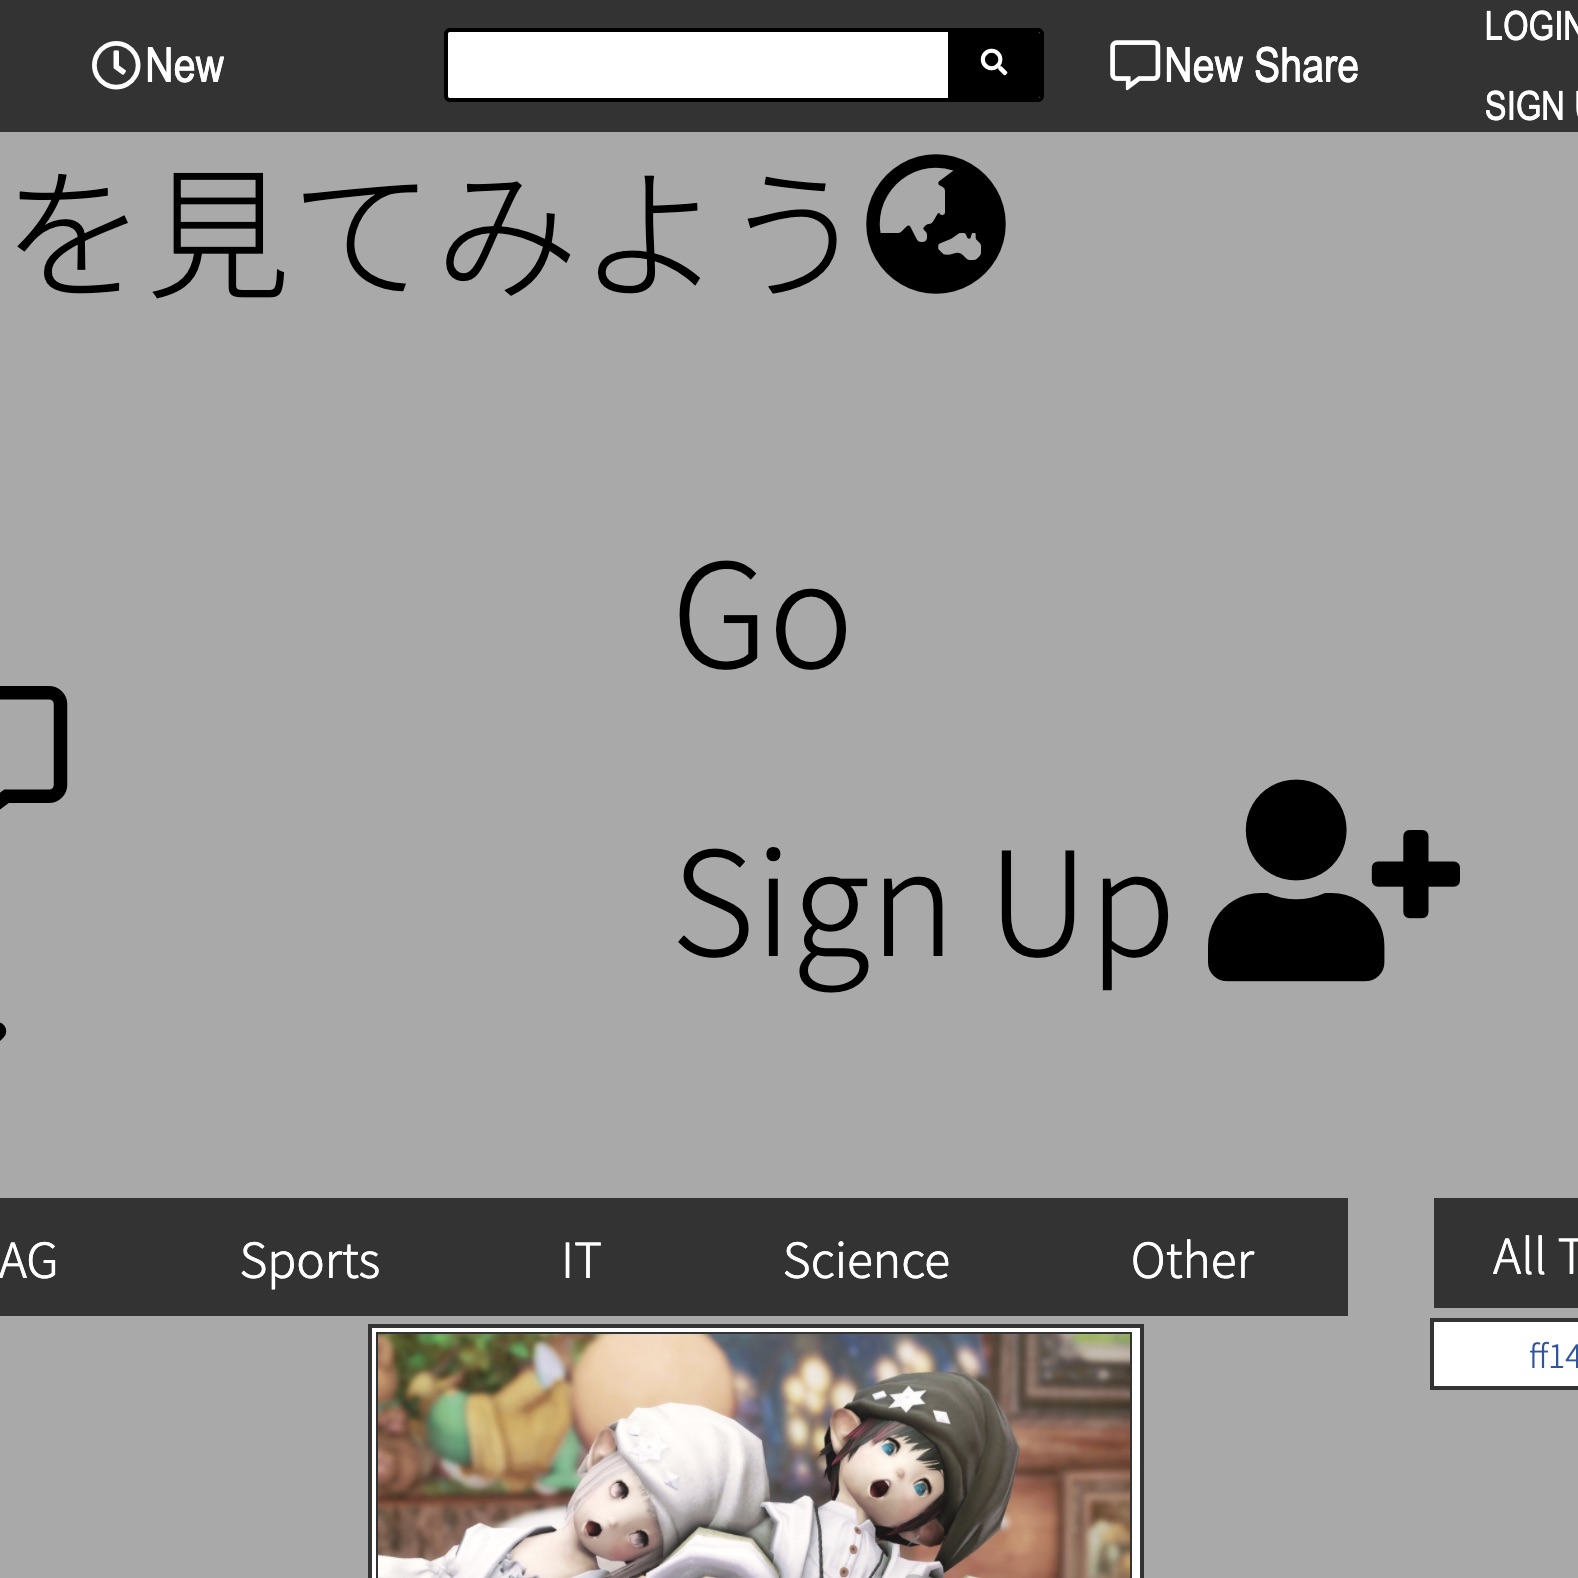 New
New Share
LOGIN
SIGN
を見てみよう
Go
Sign Up
AG
Sports
IT
Science
Other
All T
ff14